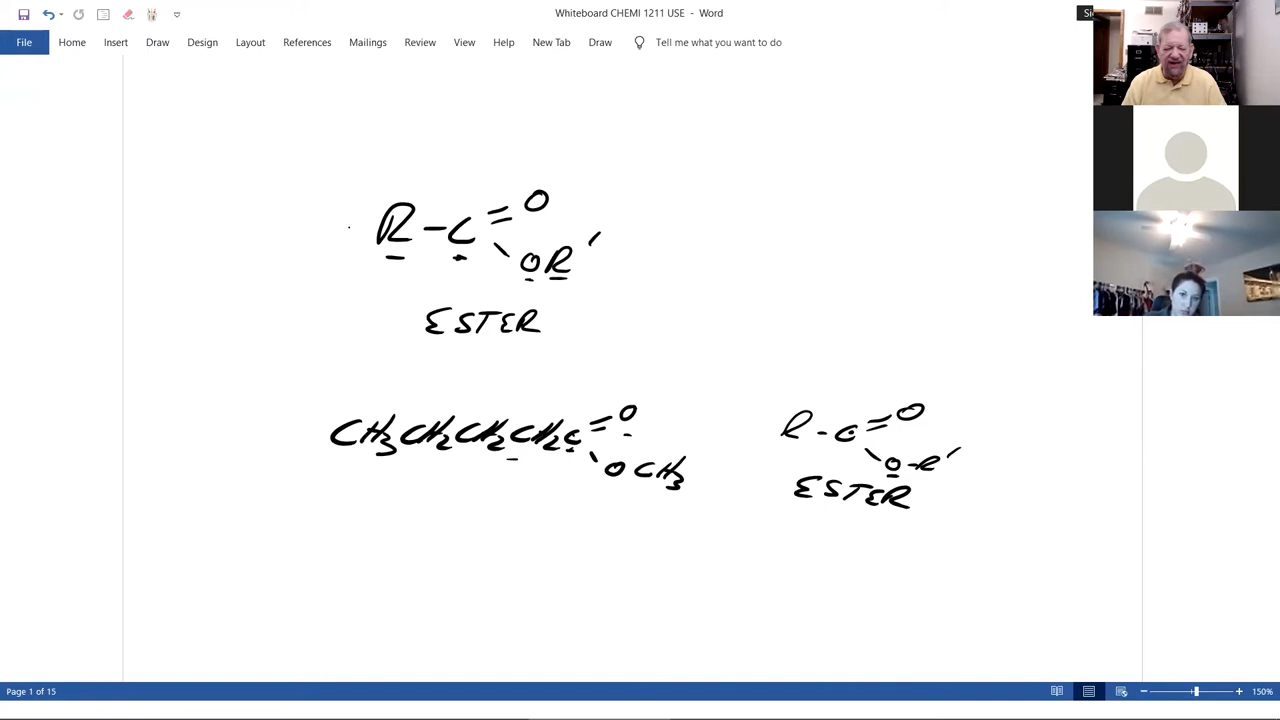 Whiteboard CHEMI 1211 USE - Word
File Home Insert Draw Design Layout References Mailings Review View Help New Tab Draw Tell me what you want to do
R-C=O
OR'
ESTER
CH3CH2CH2CH2C=O
OCH3
R-C=O
O-R'
ESTER
Page 1 of 15
150%